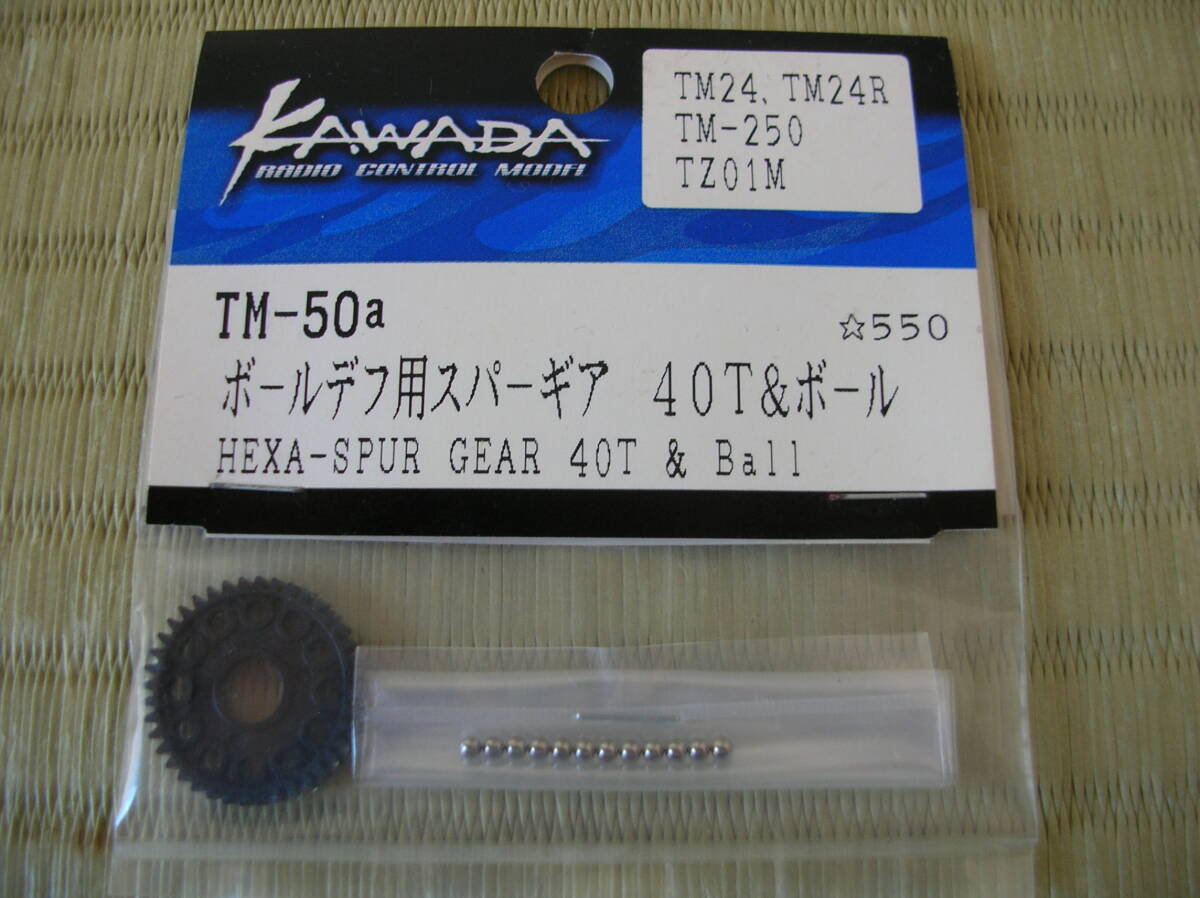 KAWADA
RADIO CONTROL MODEL
TM24、TM24R
TM-250
TZ01M
TM-50a
☆550
ボールデフ用スパーギア 40T&ボール
HEXA-SPUR GEAR 40T & Ball